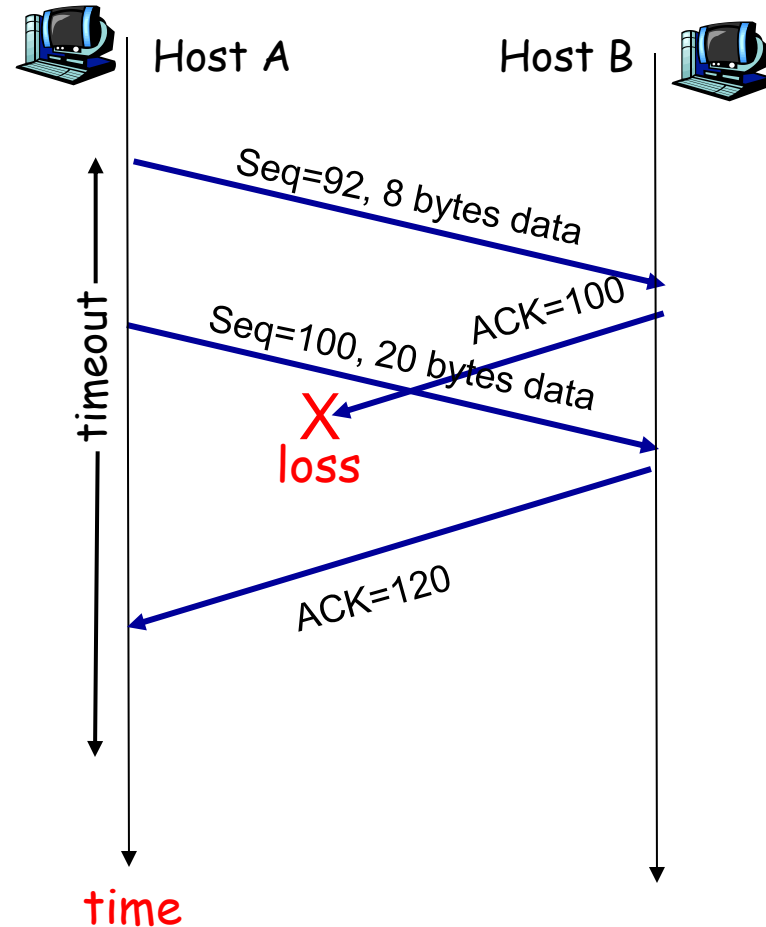 Host A
Host B
Seq=92, 8 bytes data
ACK=100
timeout
Seq=100, 20 bytes data
X
loss
ACK=120
time